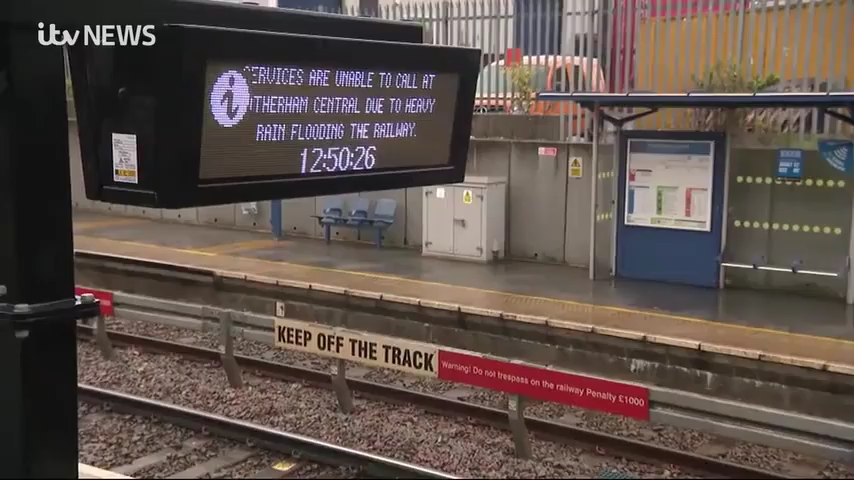 itv NEWS
SERVICES ARE UNABLE TO CALL AT
THERHAM CENTRAL DUE TO HEAVY
RAIN FLOODING THE RAILWAY.
12:50:26
KEEP OFF THE TRACK
Warning! Do not trespass on the railway Penalty £1000